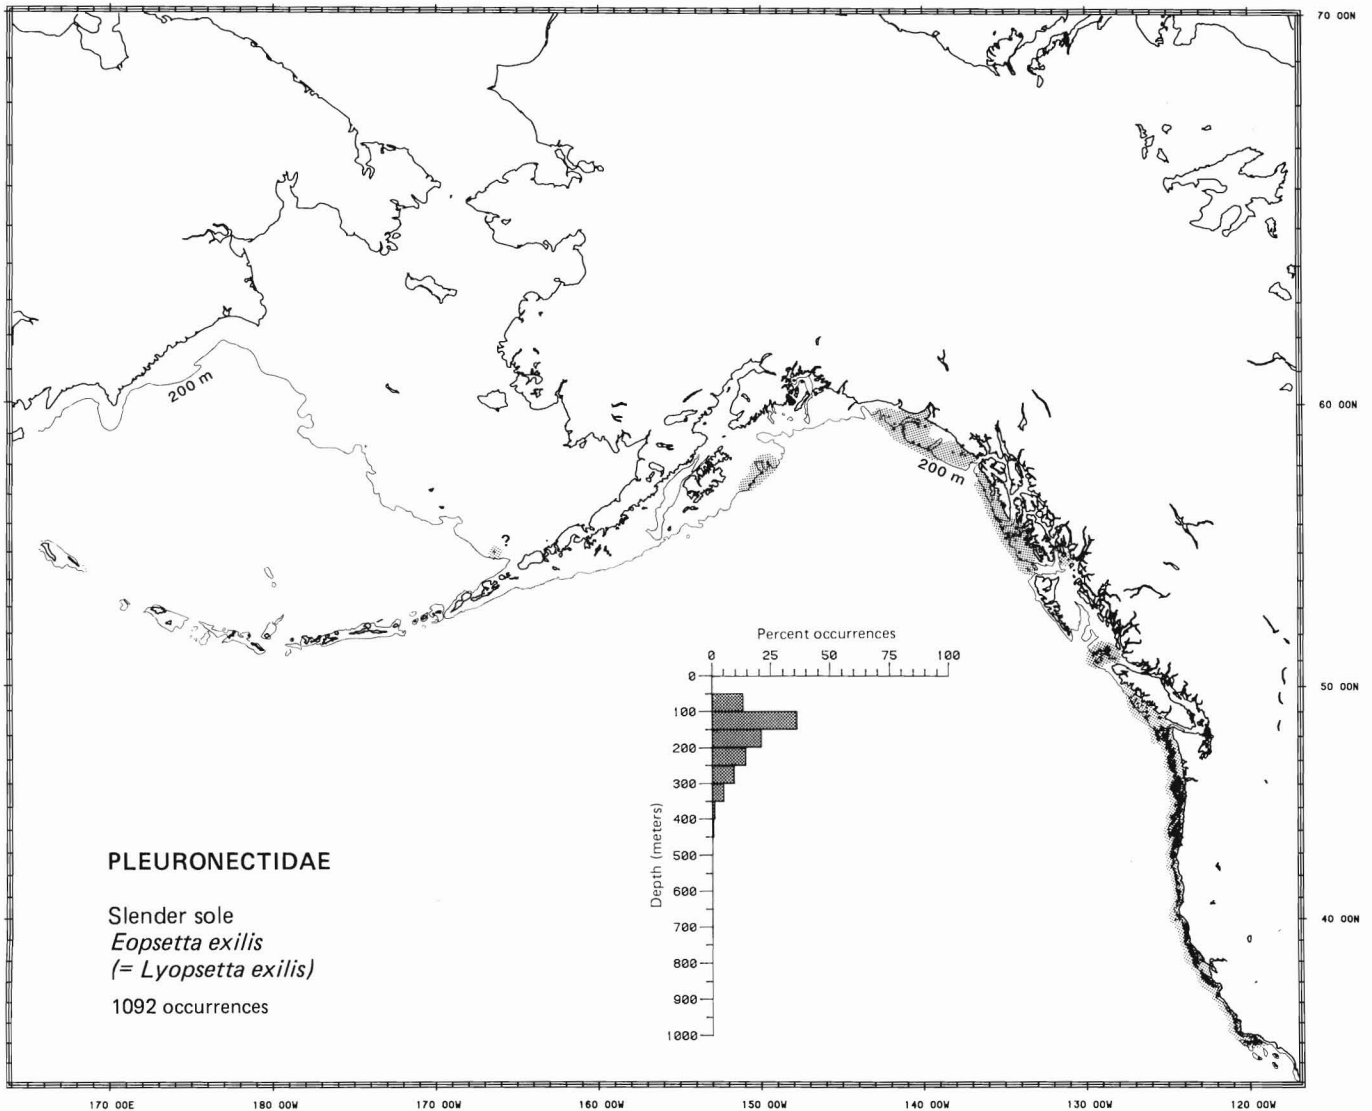 70 00N
200 m
60 00N
200 m
?
Percent occurrences
0 25 50 75 100
0
50 00N
100
200
300
400
Depth (meters)
500
600
700
800
900
1000
40 00N
PLEURONECTIDAE
Slender sole
Eopsetta exilis
(= Lyopsetta exilis)
1092 occurrences
170 00E 180 00W 170 00W 160 00W 150 00W 140 00W 130 00W 120 00W